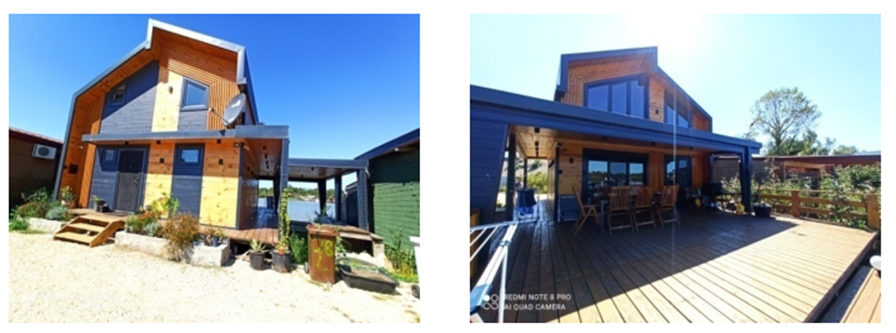 REDMI NOTE 8 PRO
AI QUAD CAMERA